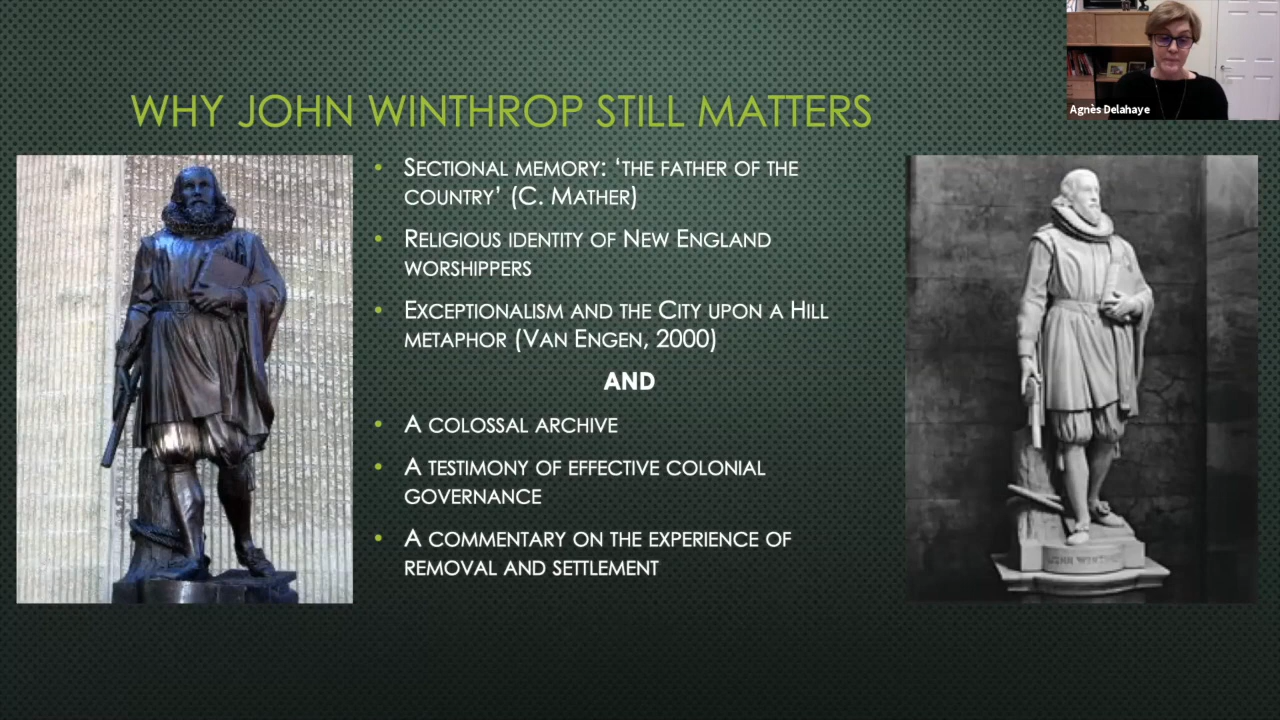 WHY JOHN WINTHROP STILL MATTERS
Agnès Delahaye
• SECTIONAL MEMORY: ‘THE FATHER OF THE
COUNTRY’ (C. MATHER)
• RELIGIOUS IDENTITY OF NEW ENGLAND
WORSHIPPERS
• EXCEPTIONALISM AND THE CITY UPON A HILL
METAPHOR (VAN ENGEN, 2000)
AND
• A COLOSSAL ARCHIVE
• A TESTIMONY OF EFFECTIVE COLONIAL
GOVERNANCE
• A COMMENTARY ON THE EXPERIENCE OF
REMOVAL AND SETTLEMENT
JOHN WINTHROP